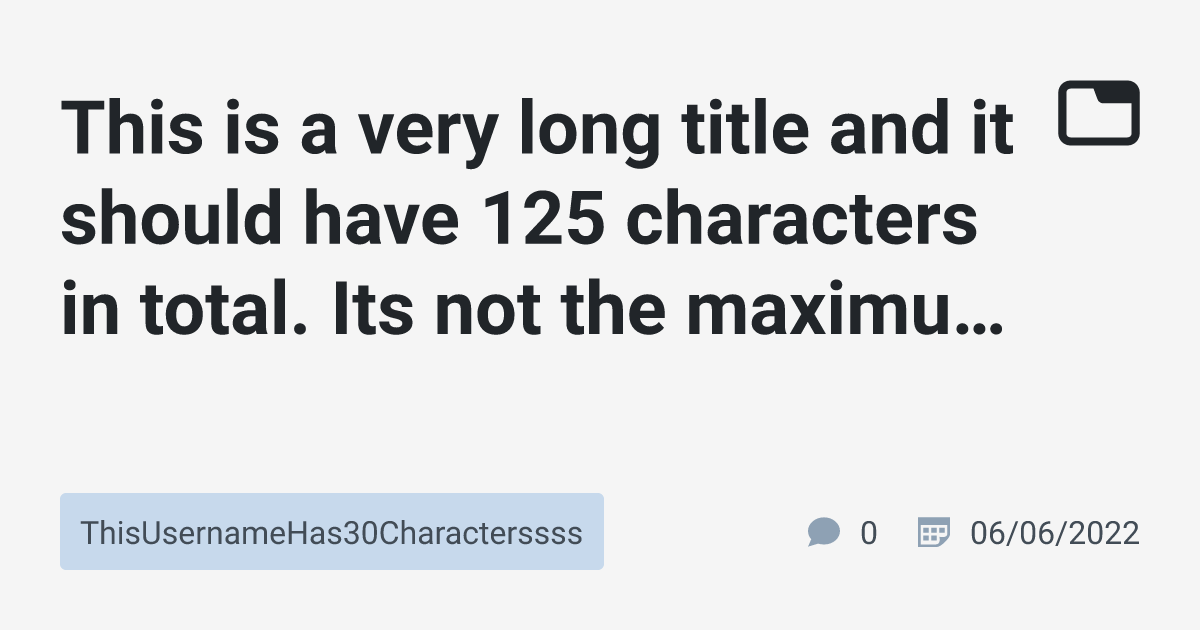 This is a very long title and it
should have 125 characters
in total. Its not the maximu...
ThisUsernameHas30Characterssss
0 06/06/2022